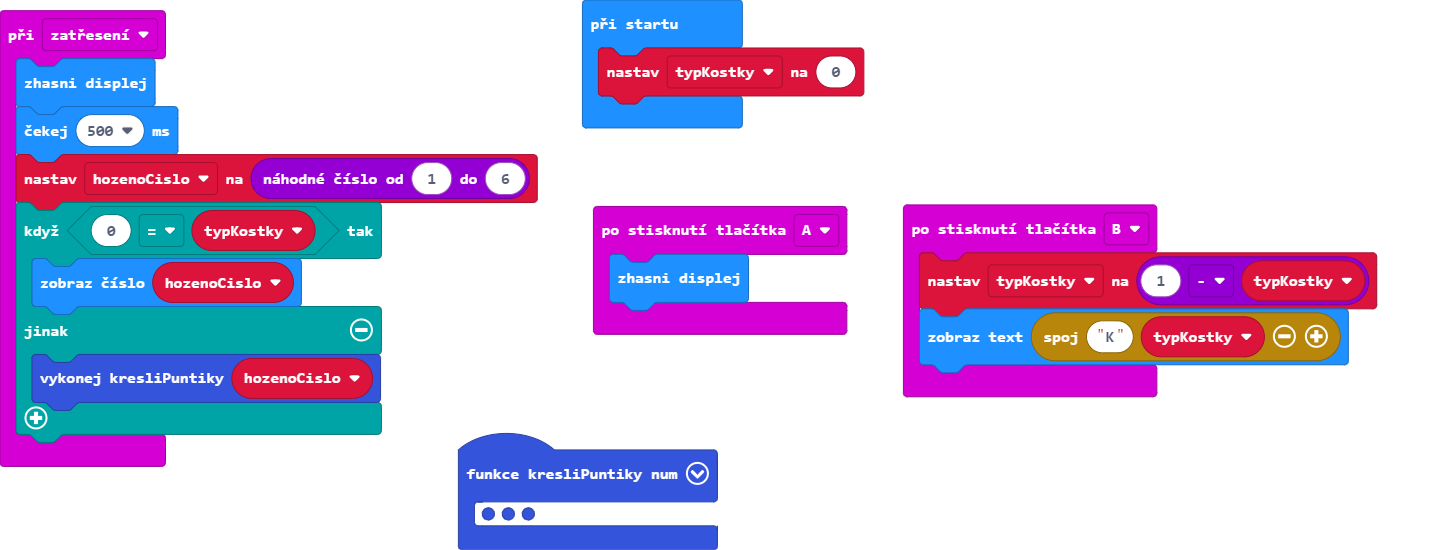 při zatřesení
zhasni displej
čekej 500 ms
nastav hozenoCislo na náhodné číslo od 1 do 6
když 0 = typKostky tak
zobraz číslo hozenoCislo
jinak
vykonej kresliPuntiky hozenoCislo
při startu
nastav typKostky na 0
po stisknutí tlačítka A
zhasni displej
po stisknutí tlačítka B
nastav typKostky na 1 - typKostky
zobraz text spoj "K" typKostky
funkce kresliPuntiky num